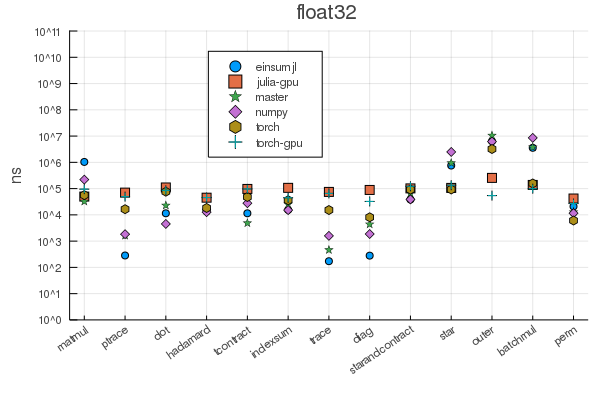 float32
ns
10^11
10^10
10^9
10^8
10^7
10^6
10^5
10^4
10^3
10^2
10^1
10^0
einsumjl
julia-gpu
master
numpy
torch
torch-gpu
matmul
ptrace
dot
hadamard
tcontract
indexsum
trace
diag
starandcontract
star
outer
batchmul
perm